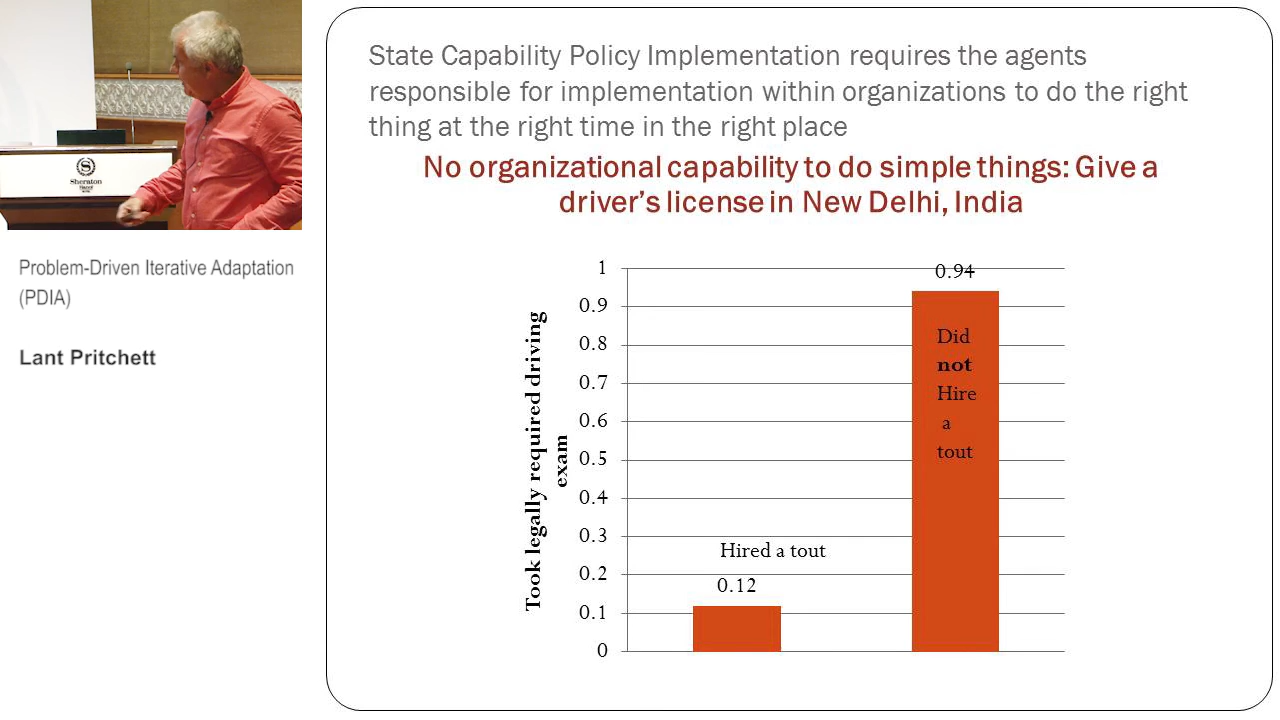 State Capability Policy Implementation requires the agents
responsible for implementation within organizations to do the right
thing at the right time in the right place
No organizational capability to do simple things: Give a
driver's license in New Delhi, India
Sheraton
Problem-Driven Iterative Adaptation
(PDIA)
Lant Pritchett
Took legally required driving
exam
1
0.9
0.8
0.7
0.6
0.5
0.4
0.3
0.2
0.1
0
Hired a tout
0.12
0.94
Did
not
Hire
a
tout